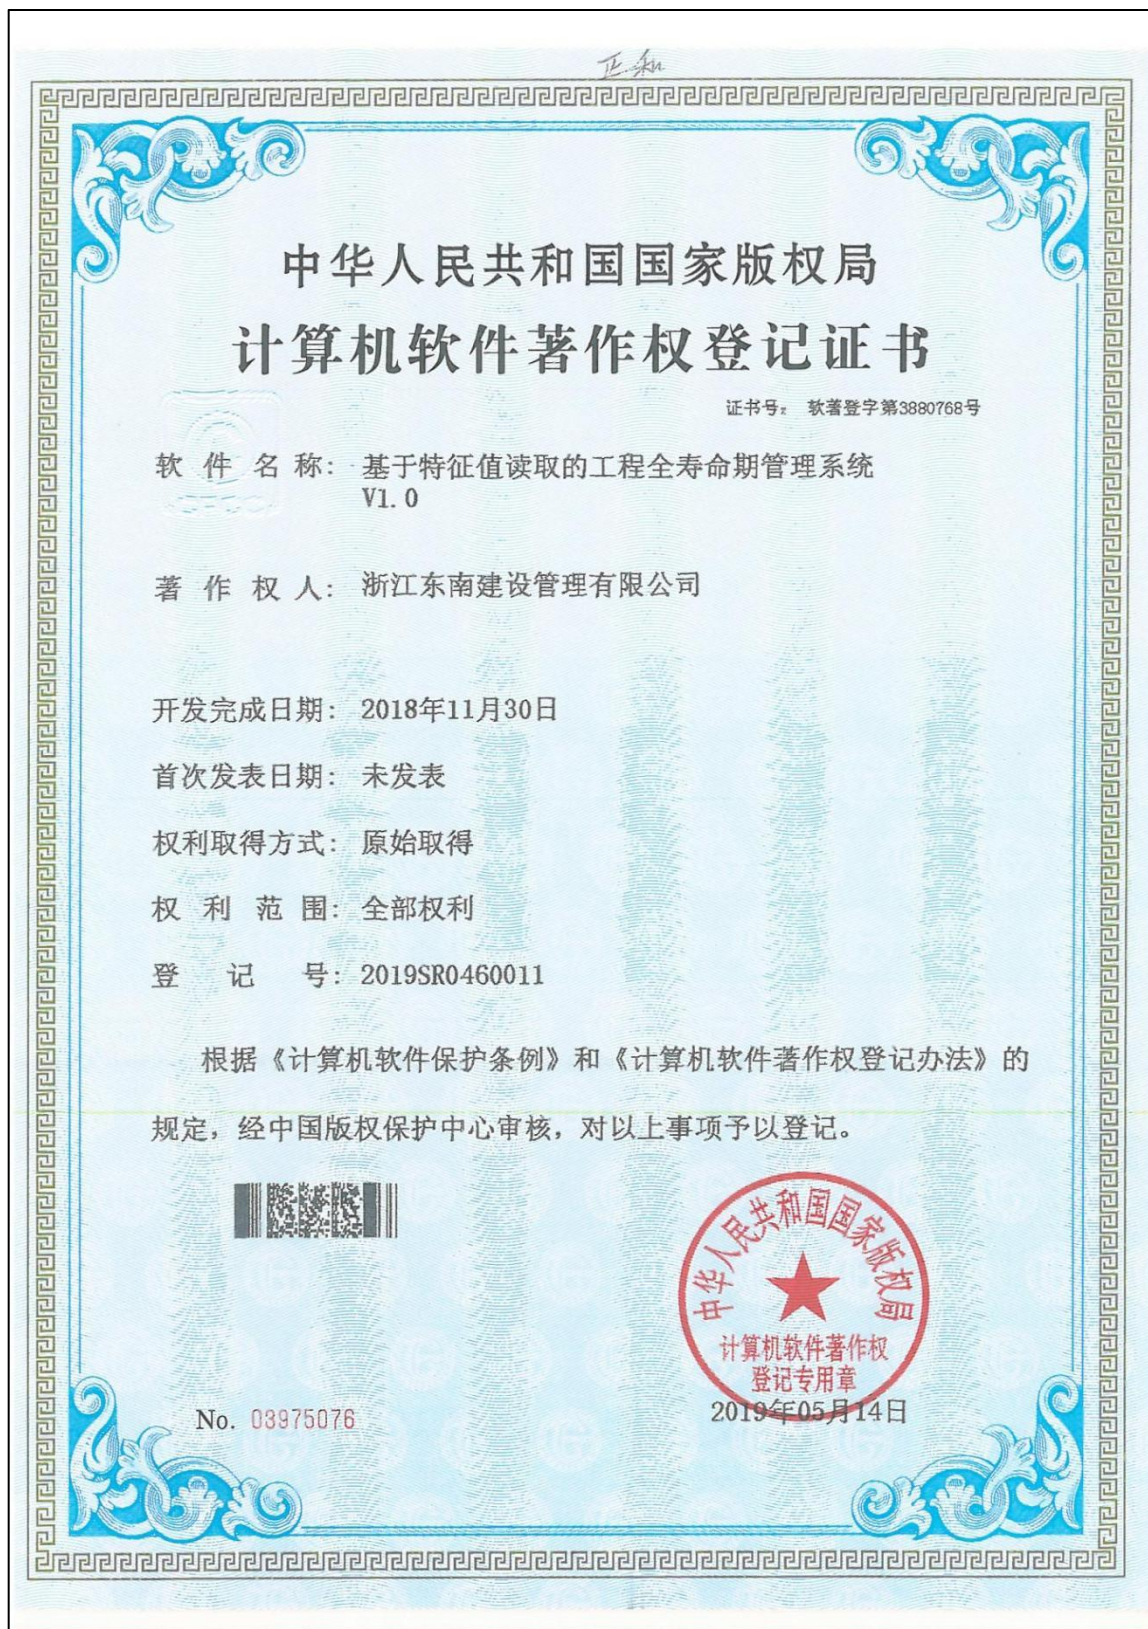 中华人民共和国国家版权局
计算机软件著作权登记证书
证书号： 软著登字第3880768号
软件名称： 基于特征值读取的工程全寿命期管理系统
V1.0
著作权人： 浙江东南建设管理有限公司
开发完成日期： 2018年11月30日
首次发表日期： 未发表
权利取得方式： 原始取得
权利范围： 全部权利
登记号： 2019SR0460011
根据《计算机软件保护条例》和《计算机软件著作权登记办法》的
规定，经中国版权保护中心审核，对以上事项予以登记。
中华人民共和国国家版权局
计算机软件著作权
登记专用章
No. 03975076
2019年05月14日